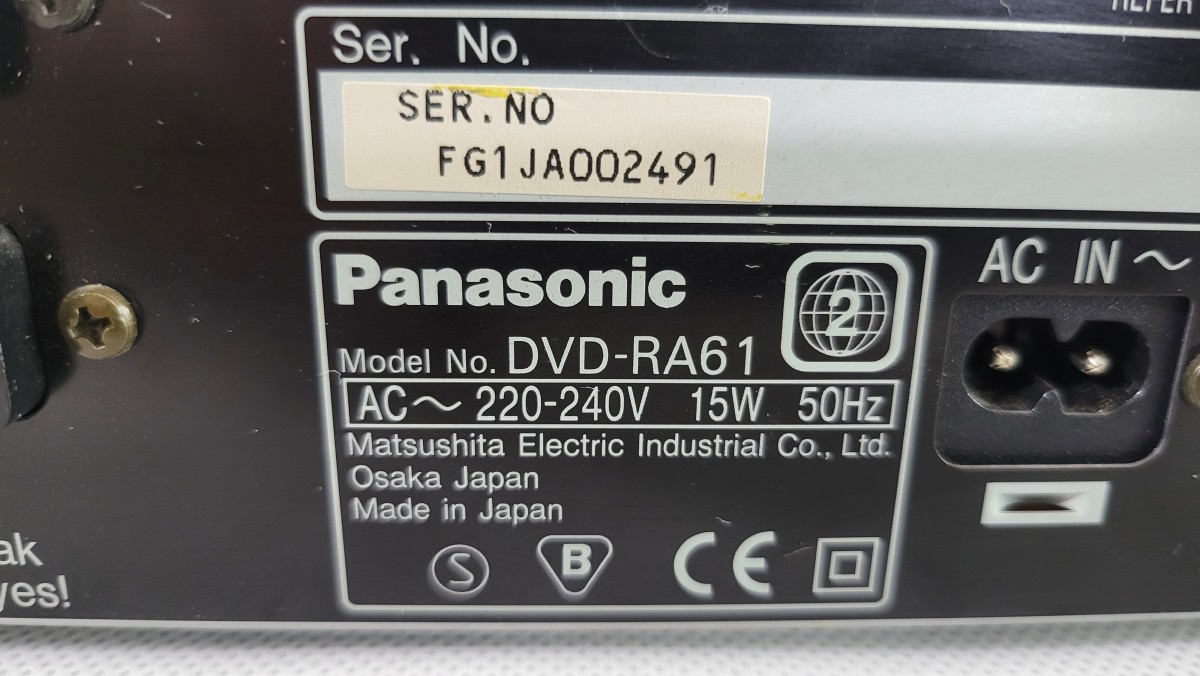 Ser. No.
SER.NO
FG1JA002491
AC IN ~
Panasonic
2
Model No. DVD-RA61
AC~ 220-240V 15W 50Hz
Matsushita Electric Industrial Co., Ltd.
Osaka Japan
Made in Japan
S B CE
ak
yes!